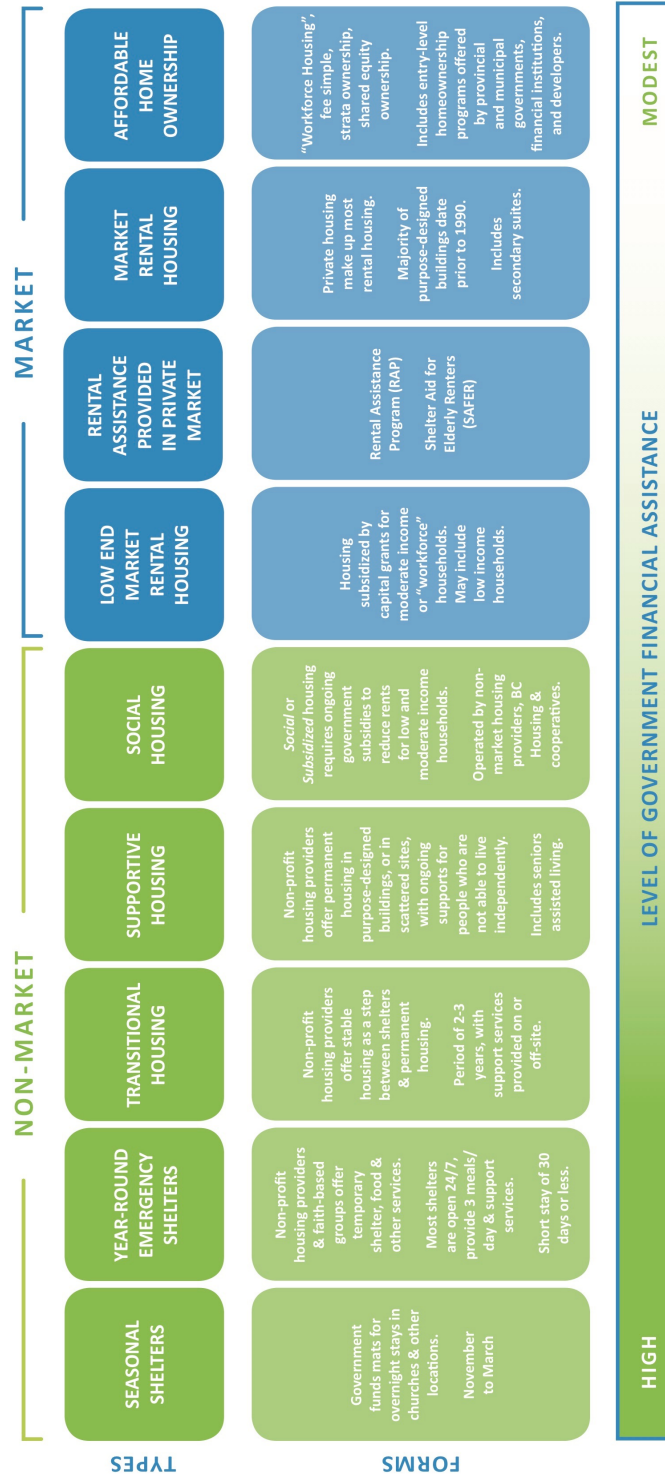 NON-MARKET
MARKET
TYPES
SEASONAL
SHELTERS
YEAR-ROUND
EMERGENCY
SHELTERS
TRANSITIONAL
HOUSING
SUPPORTIVE
HOUSING
SOCIAL
HOUSING
LOW END
MARKET
RENTAL
HOUSING
RENTAL
ASSISTANCE
PROVIDED
IN PRIVATE
MARKET
MARKET
RENTAL
HOUSING
AFFORDABLE
HOME
OWNERSHIP
FORMS
Government
funds mats for
overnight stays in
churches & other
locations.
November
to March
Non-profit
housing providers
& faith-based
groups offer
temporary
shelter, food &
other services.
Most shelters
are open 24/7,
provide 3 meals/
day & support
services.
Short stay of 30
days or less.
Non-profit
housing providers
offer stable
housing as a step
between shelters
& permanent
housing.
Period of 2-3
years, with
support services
provided on or
off-site.
Non-profit
housing providers
offer permanent
housing in
purpose-designed
buildings, or in
scattered sites,
with ongoing
supports for
people who are
not able to live
independently.
Includes seniors
assisted living.
Social or
Subsidized housing
requires ongoing
government
subsidies to
reduce rents
for low and
moderate income
households.
Operated by non-
market housing
providers, BC
Housing &
cooperatives.
Housing
subsidized by
capital grants for
moderate income
or “workforce”
households.
May include
low income
households.
Rental Assistance
Program (RAP)
Shelter Aid for
Elderly Renters
(SAFER)
Private housing
make up most
rental housing.
Majority of
purpose-designed
buildings date
prior to 1990.
Includes
secondary suites.
“Workforce Housing”,
fee simple,
strata ownership,
shared equity
ownership.
Includes entry-level
homeownership
programs offered
by provincial
and municipal
governments,
financial institutions,
and developers.
HIGH
LEVEL OF GOVERNMENT FINANCIAL ASSISTANCE
MODEST